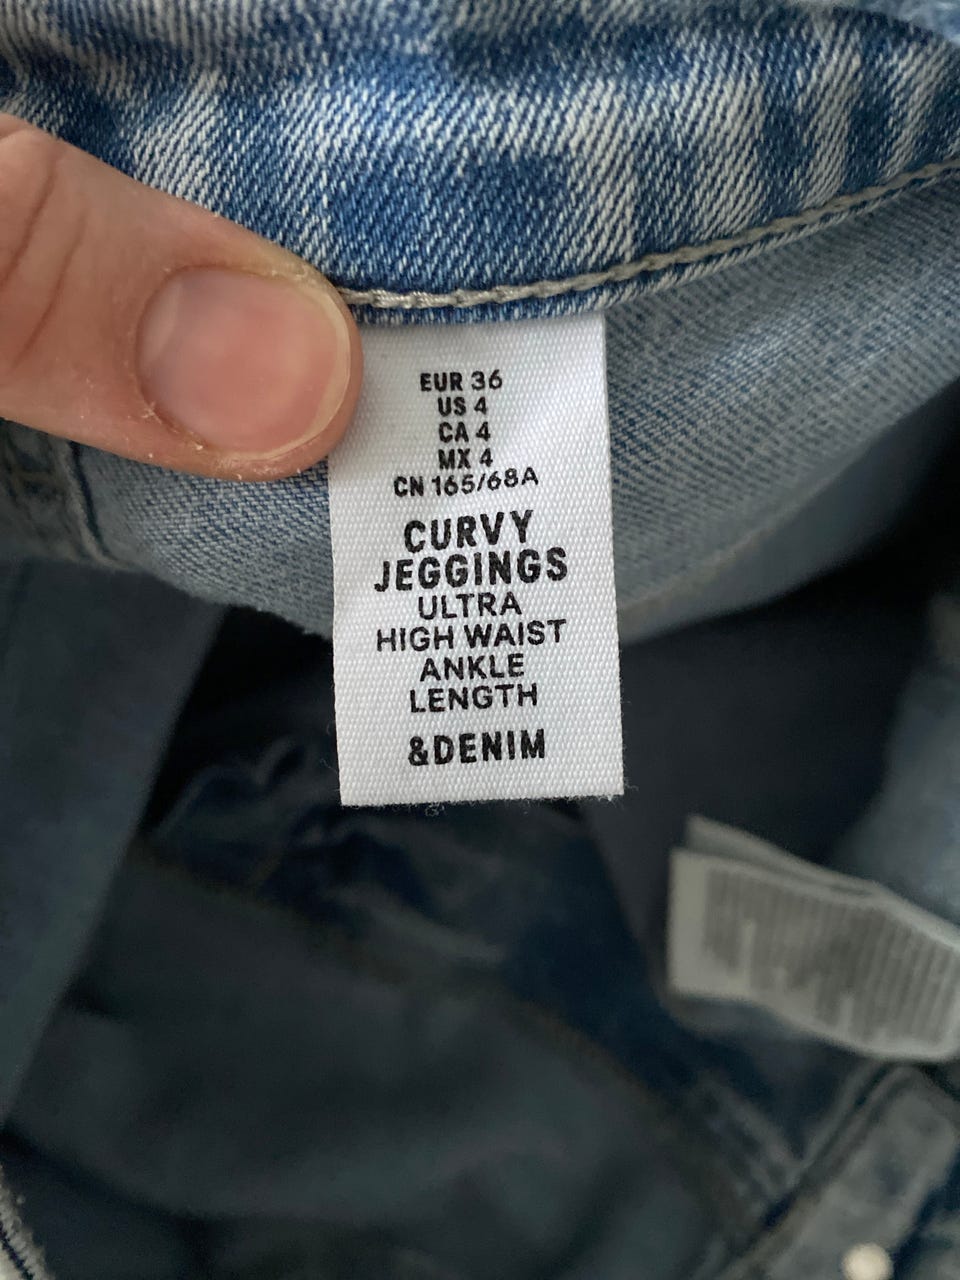 EUR 36
US 4
CA 4
MX 4
CN 165/68A
CURVY
JEGGINGS
ULTRA
HIGH WAIST
ANKLE
LENGTH
&DENIM